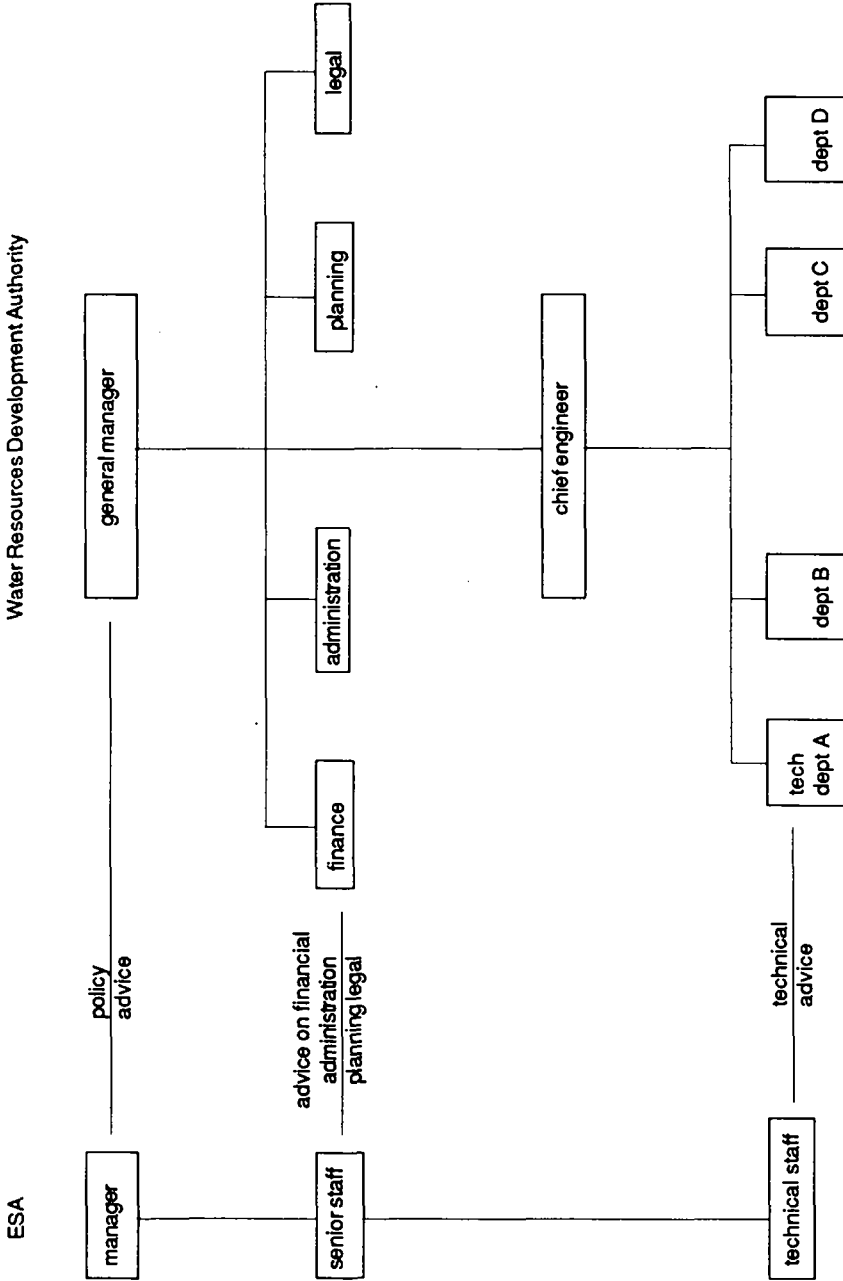 ESA
Water Resources Development Authority
manager
policy
advice
general manager
senior staff
advice on financial
administration
planning legal
finance
administration
planning
legal
chief engineer
technical staff
technical
advice
tech
dept A
dept B
dept C
dept D